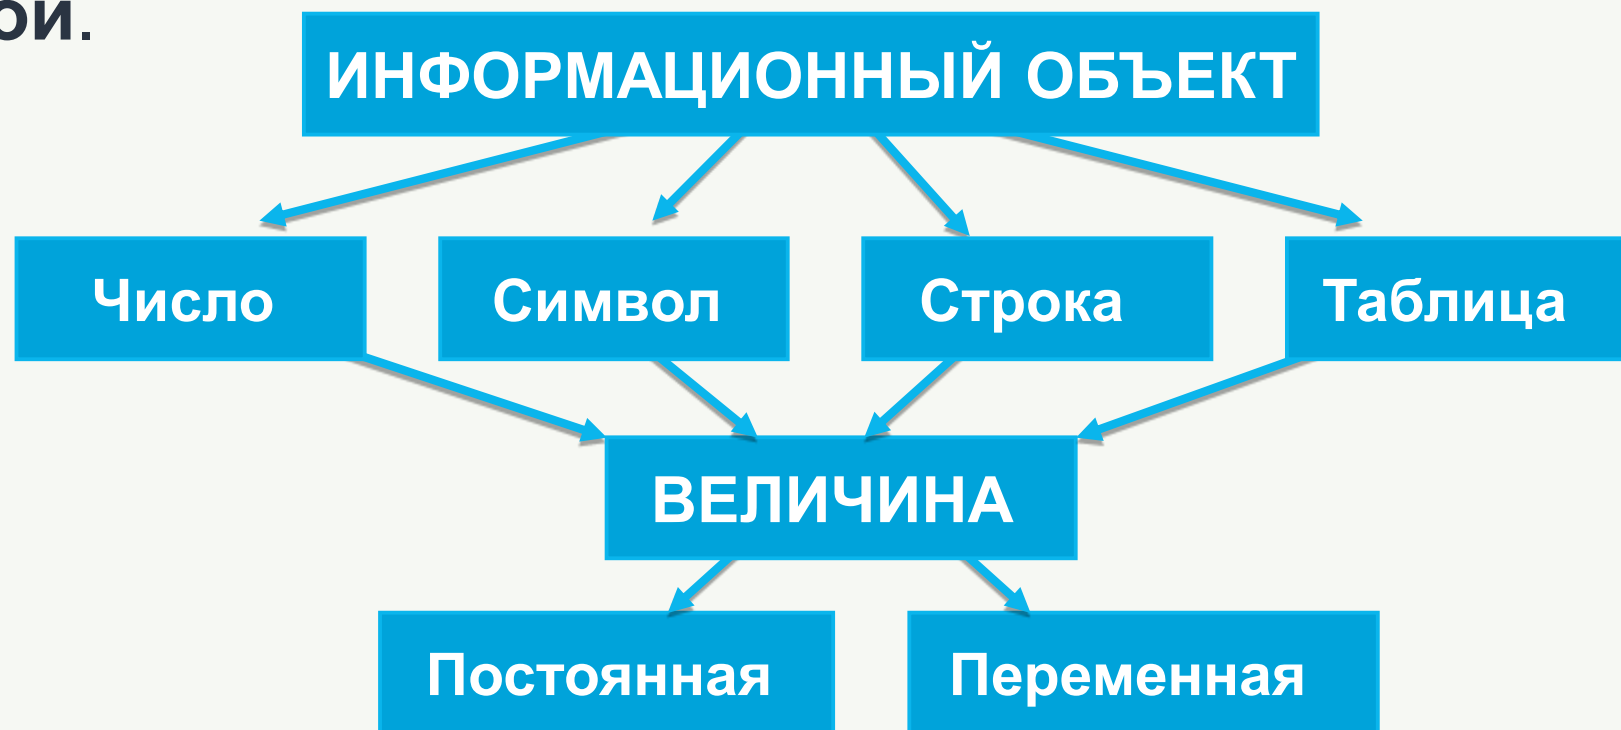 ИНФОРМАЦИОННЫЙ ОБЪЕКТ
Число Символ Строка Таблица
ВЕЛИЧИНА
Постоянная Переменная